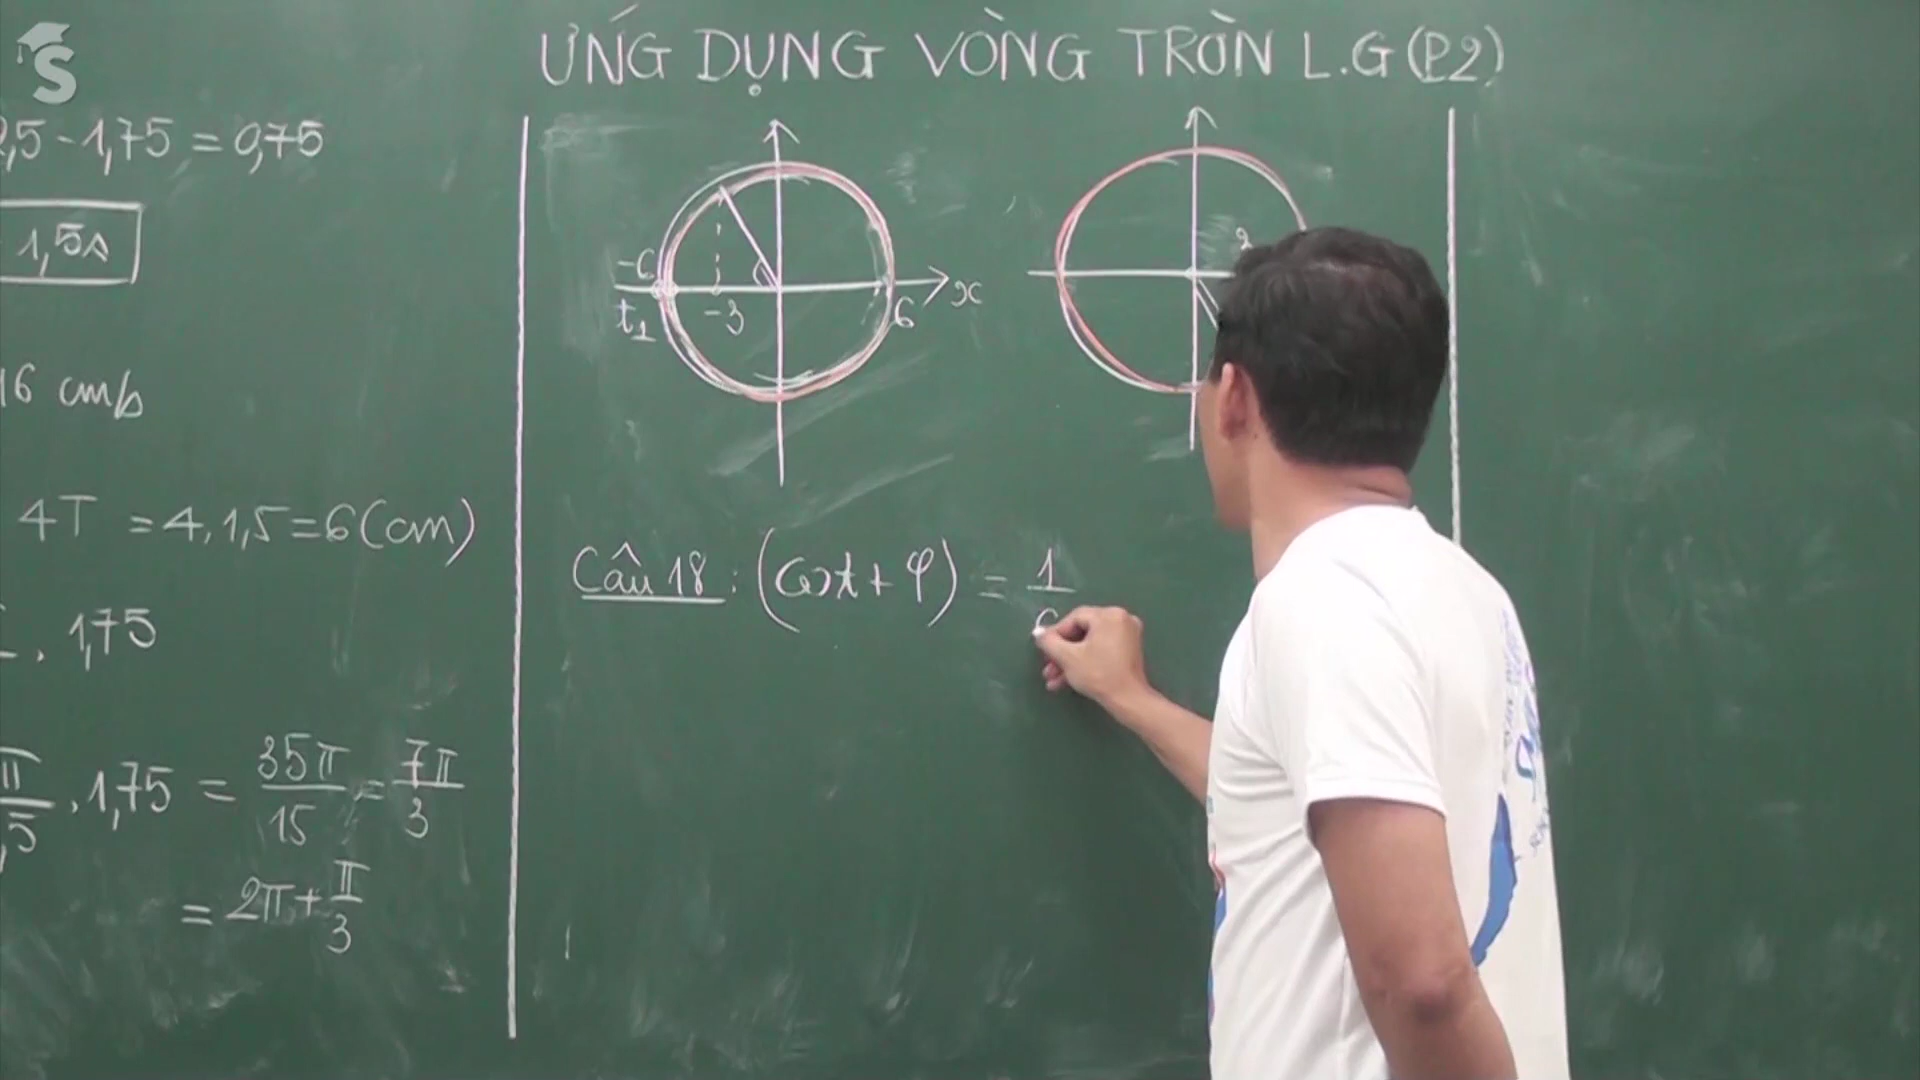 ỨNG DỤNG VÒNG TRÒN L.G (P2)
2,5 - 1,75 = 0,75
1,5s
16 cm/s
4T = 4.1,5 = 6 (cm)
. 1,75
π/,5 . 1,75 = 35π/15 = 7π/3
= 2π + π/3
-6
t1
-3
6
x
Câu 18 : (ωt + φ) = 1
S